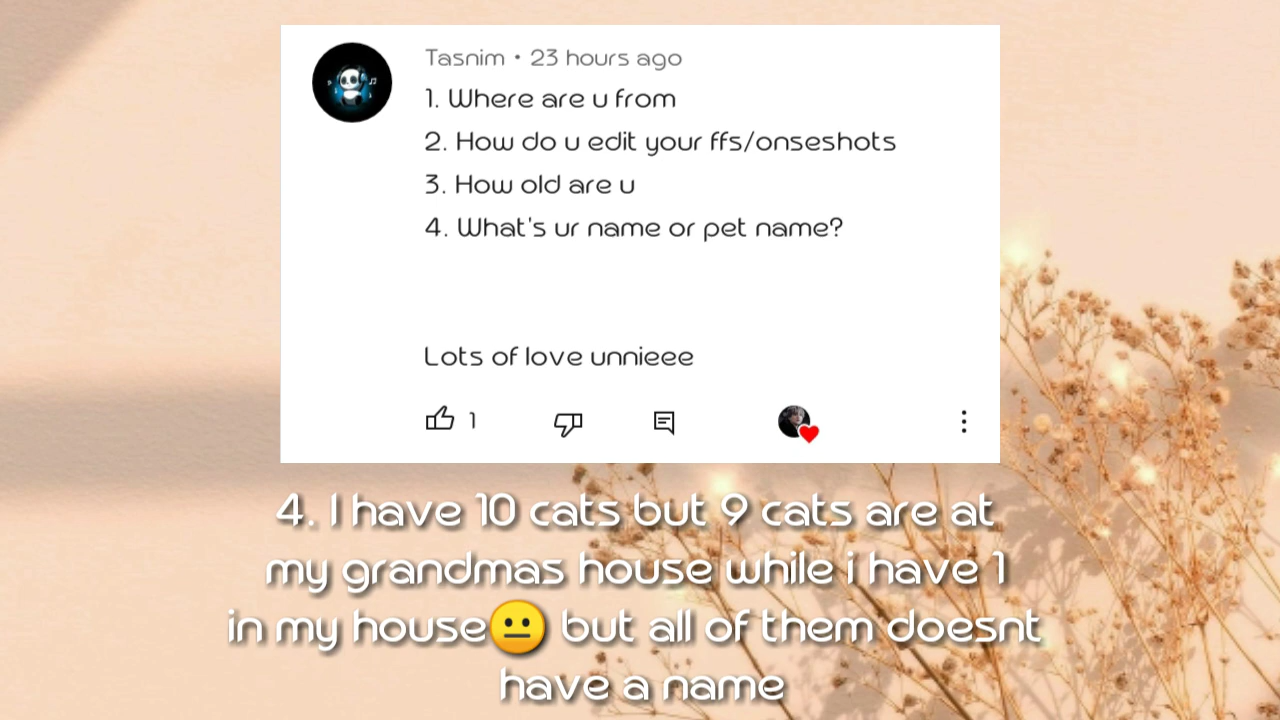 Tasnim • 23 hours ago
1. Where are u from
2. How do u edit your ffs/onseshots
3. How old are u
4. What's ur name or pet name?
Lots of love unnieee
1
4. I have 10 cats but 9 cats are at
my grandmas house while i have 1
in my house😐 but all of them doesnt
have a name